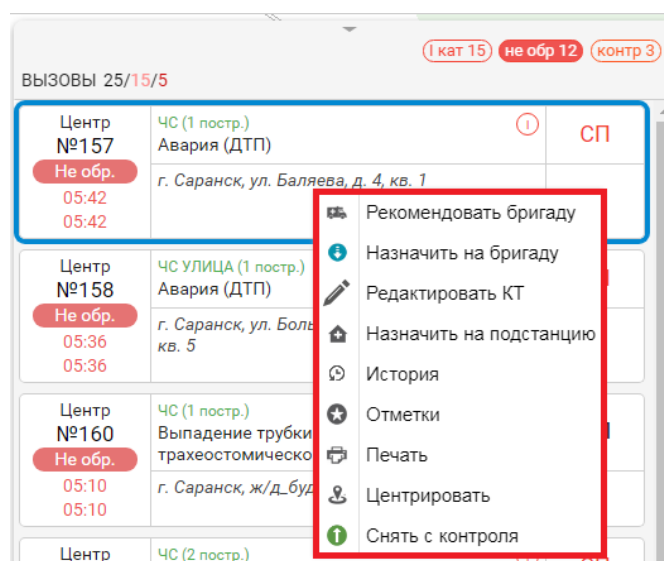 (I кат 15) не обр 12 (контр 3)
ВЫЗОВЫ 25/15/5
Центр
№157
Не обр.
05:42
05:42
ЧС (1 постр.)
Авария (ДТП)
I
СП
г. Саранск, ул. Баляева, д. 4, кв. 1
Центр
№158
Не обр.
05:36
05:36
ЧС УЛИЦА (1 постр.)
Авария (ДТП)
г. Саранск, ул. Боль
кв. 5
Центр
№160
Не обр.
05:10
05:10
ЧС (1 постр.)
Выпадение трубки
трахеостомическо
г. Саранск, ж/д_буд
Центр
ЧС (2 постр.)
Рекомендовать бригаду
Назначить на бригаду
Редактировать КТ
Назначить на подстанцию
История
Отметки
Печать
Центрировать
Снять с контроля